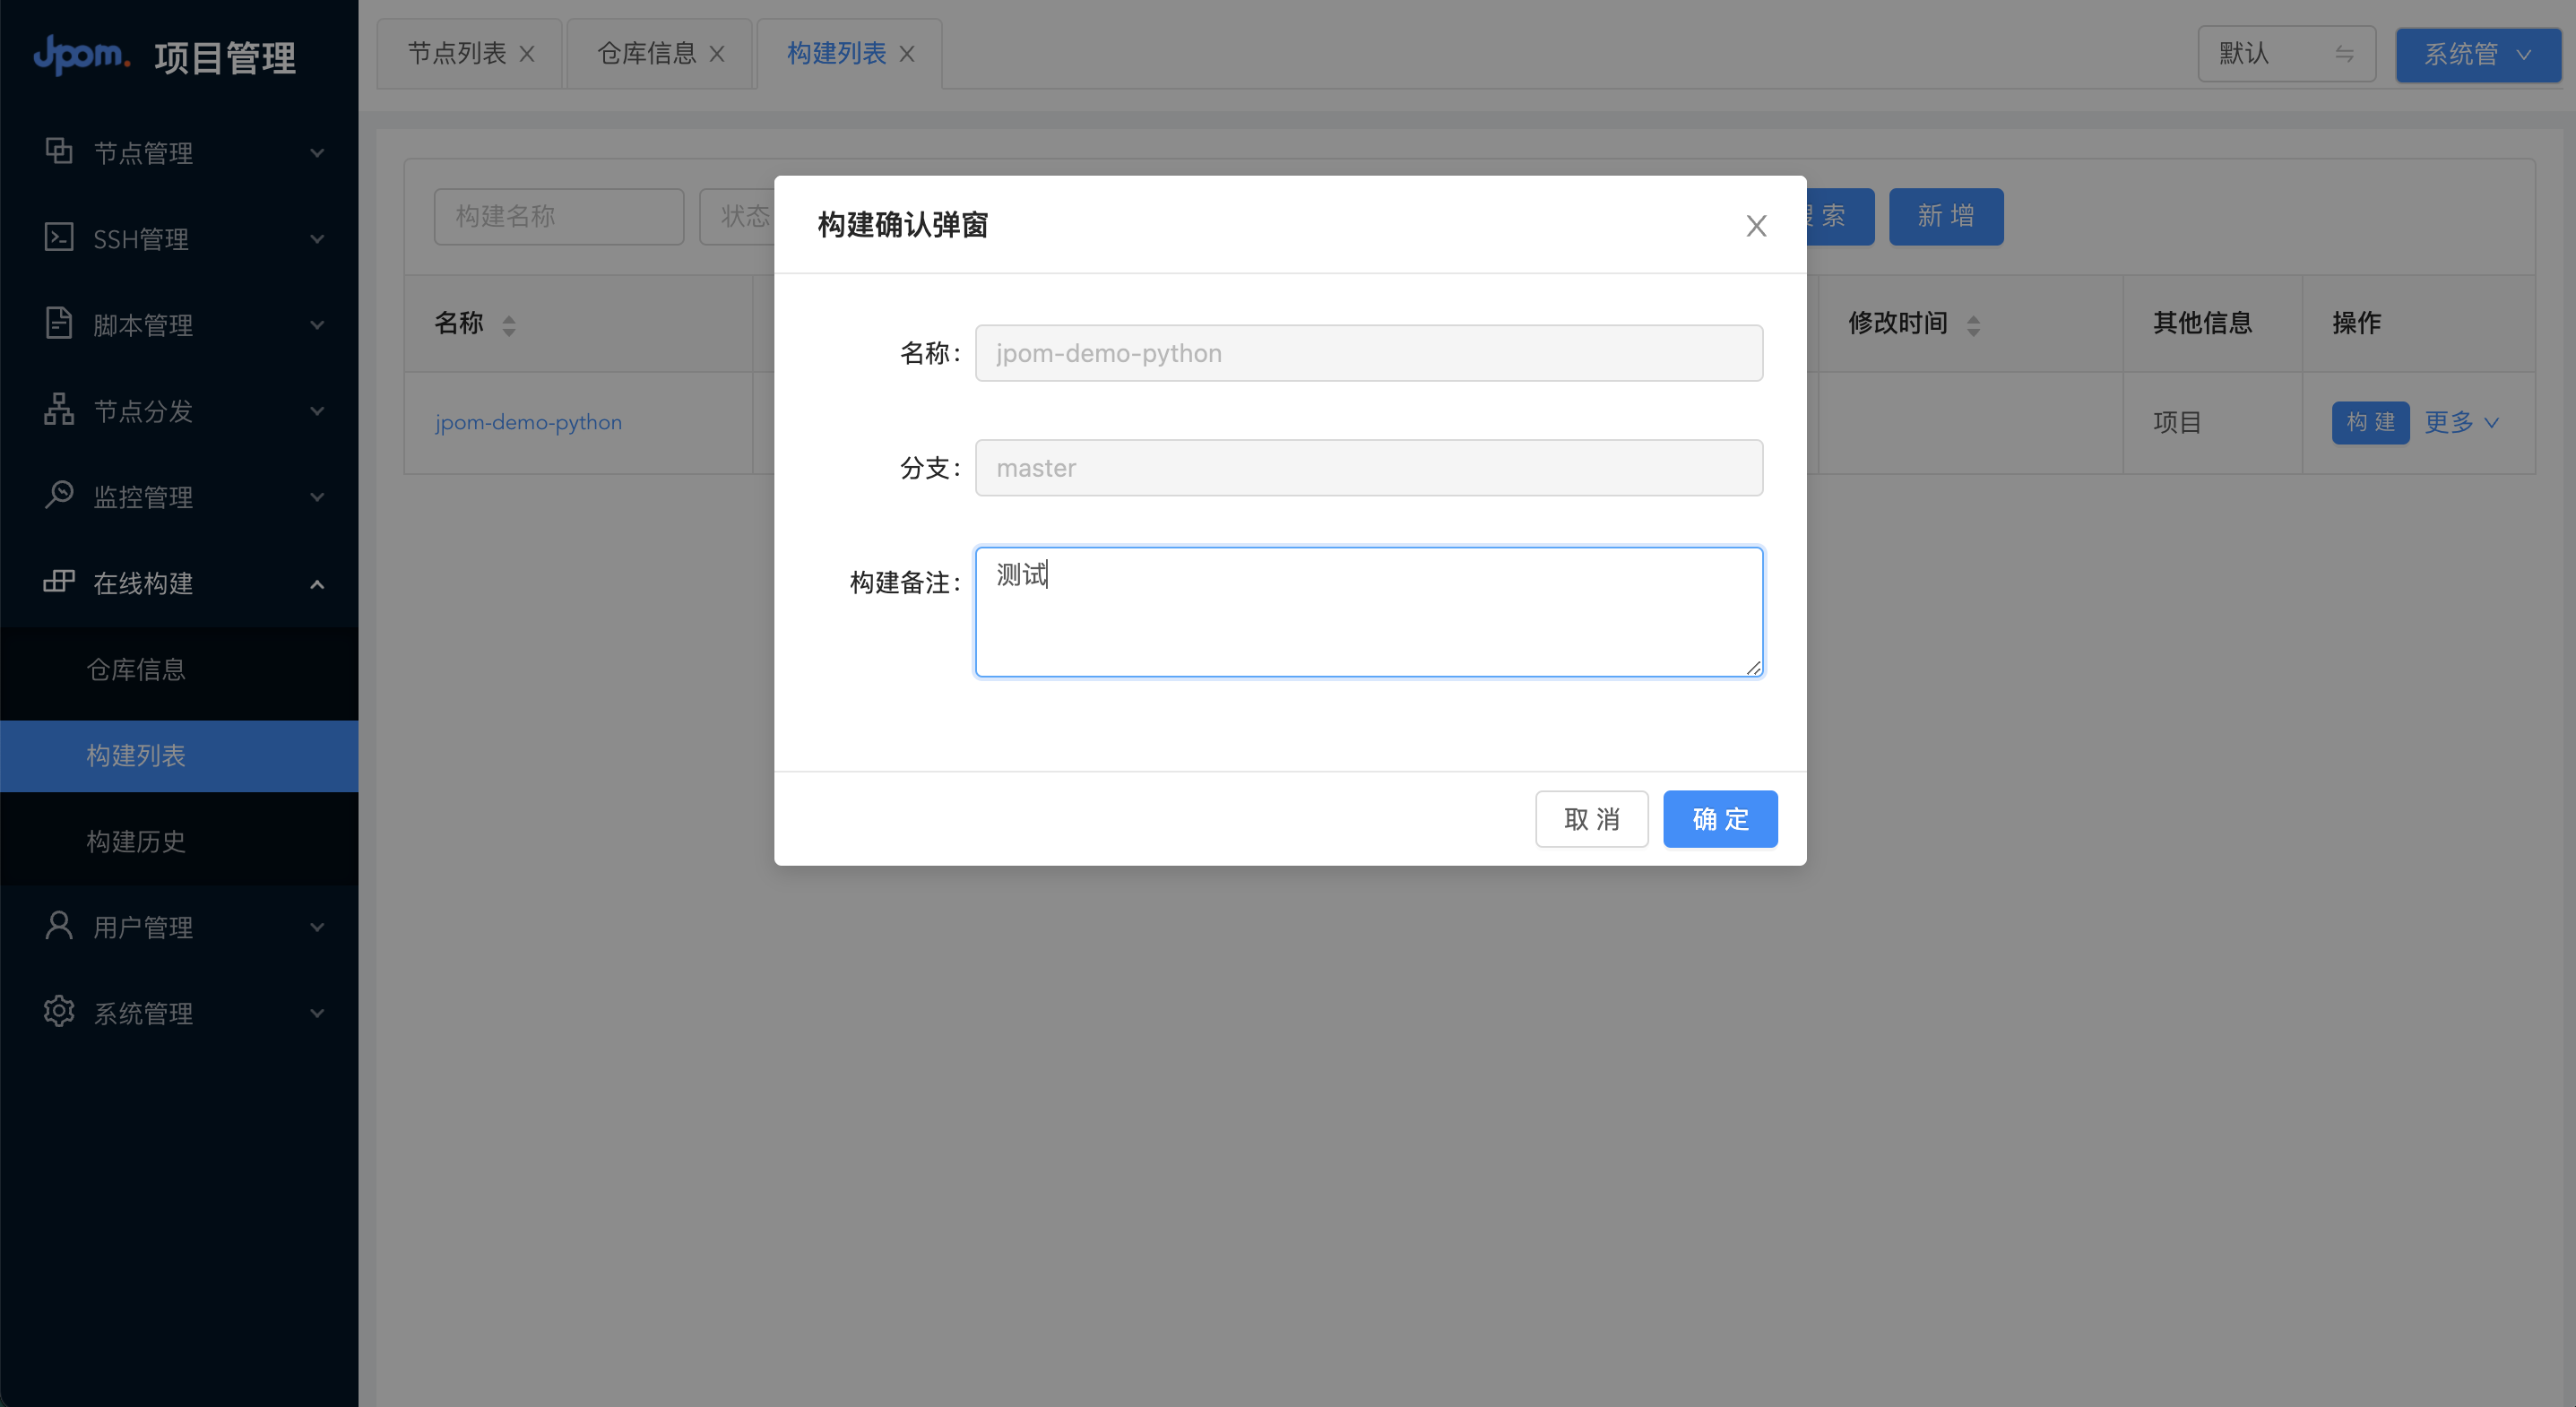 Jpom. 项目管理
节点管理
SSH管理
脚本管理
节点分发
监控管理
在线构建
仓库信息
构建列表
构建历史
用户管理
系统管理
节点列表
仓库信息
构建列表
默认
系统管
构建名称
状态
索
新 增
名称
修改时间
其他信息
操作
jpom-demo-python
项目
构 建
更多
构建确认弹窗
名称:
jpom-demo-python
分支:
master
构建备注:
测试
取 消
确 定